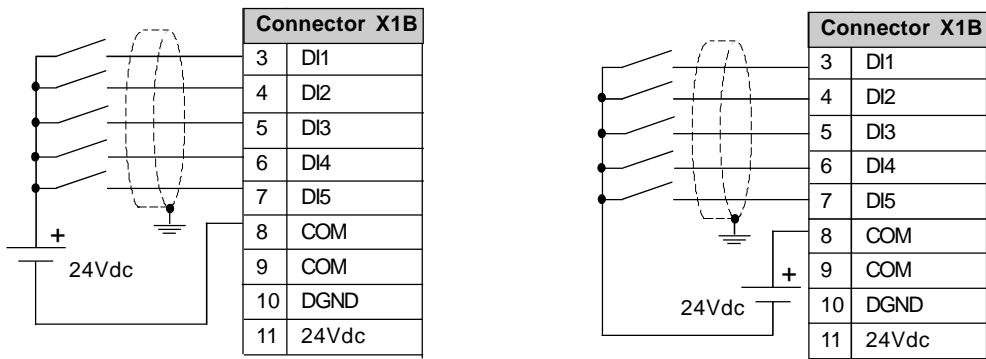 Connector X1B
3 DI1
4 DI2
5 DI3
6 DI4
7 DI5
8 COM
9 COM
10 DGND
11 24Vdc
+
24Vdc
Connector X1B
3 DI1
4 DI2
5 DI3
6 DI4
7 DI5
8 COM
9 COM
10 DGND
11 24Vdc
+
24Vdc